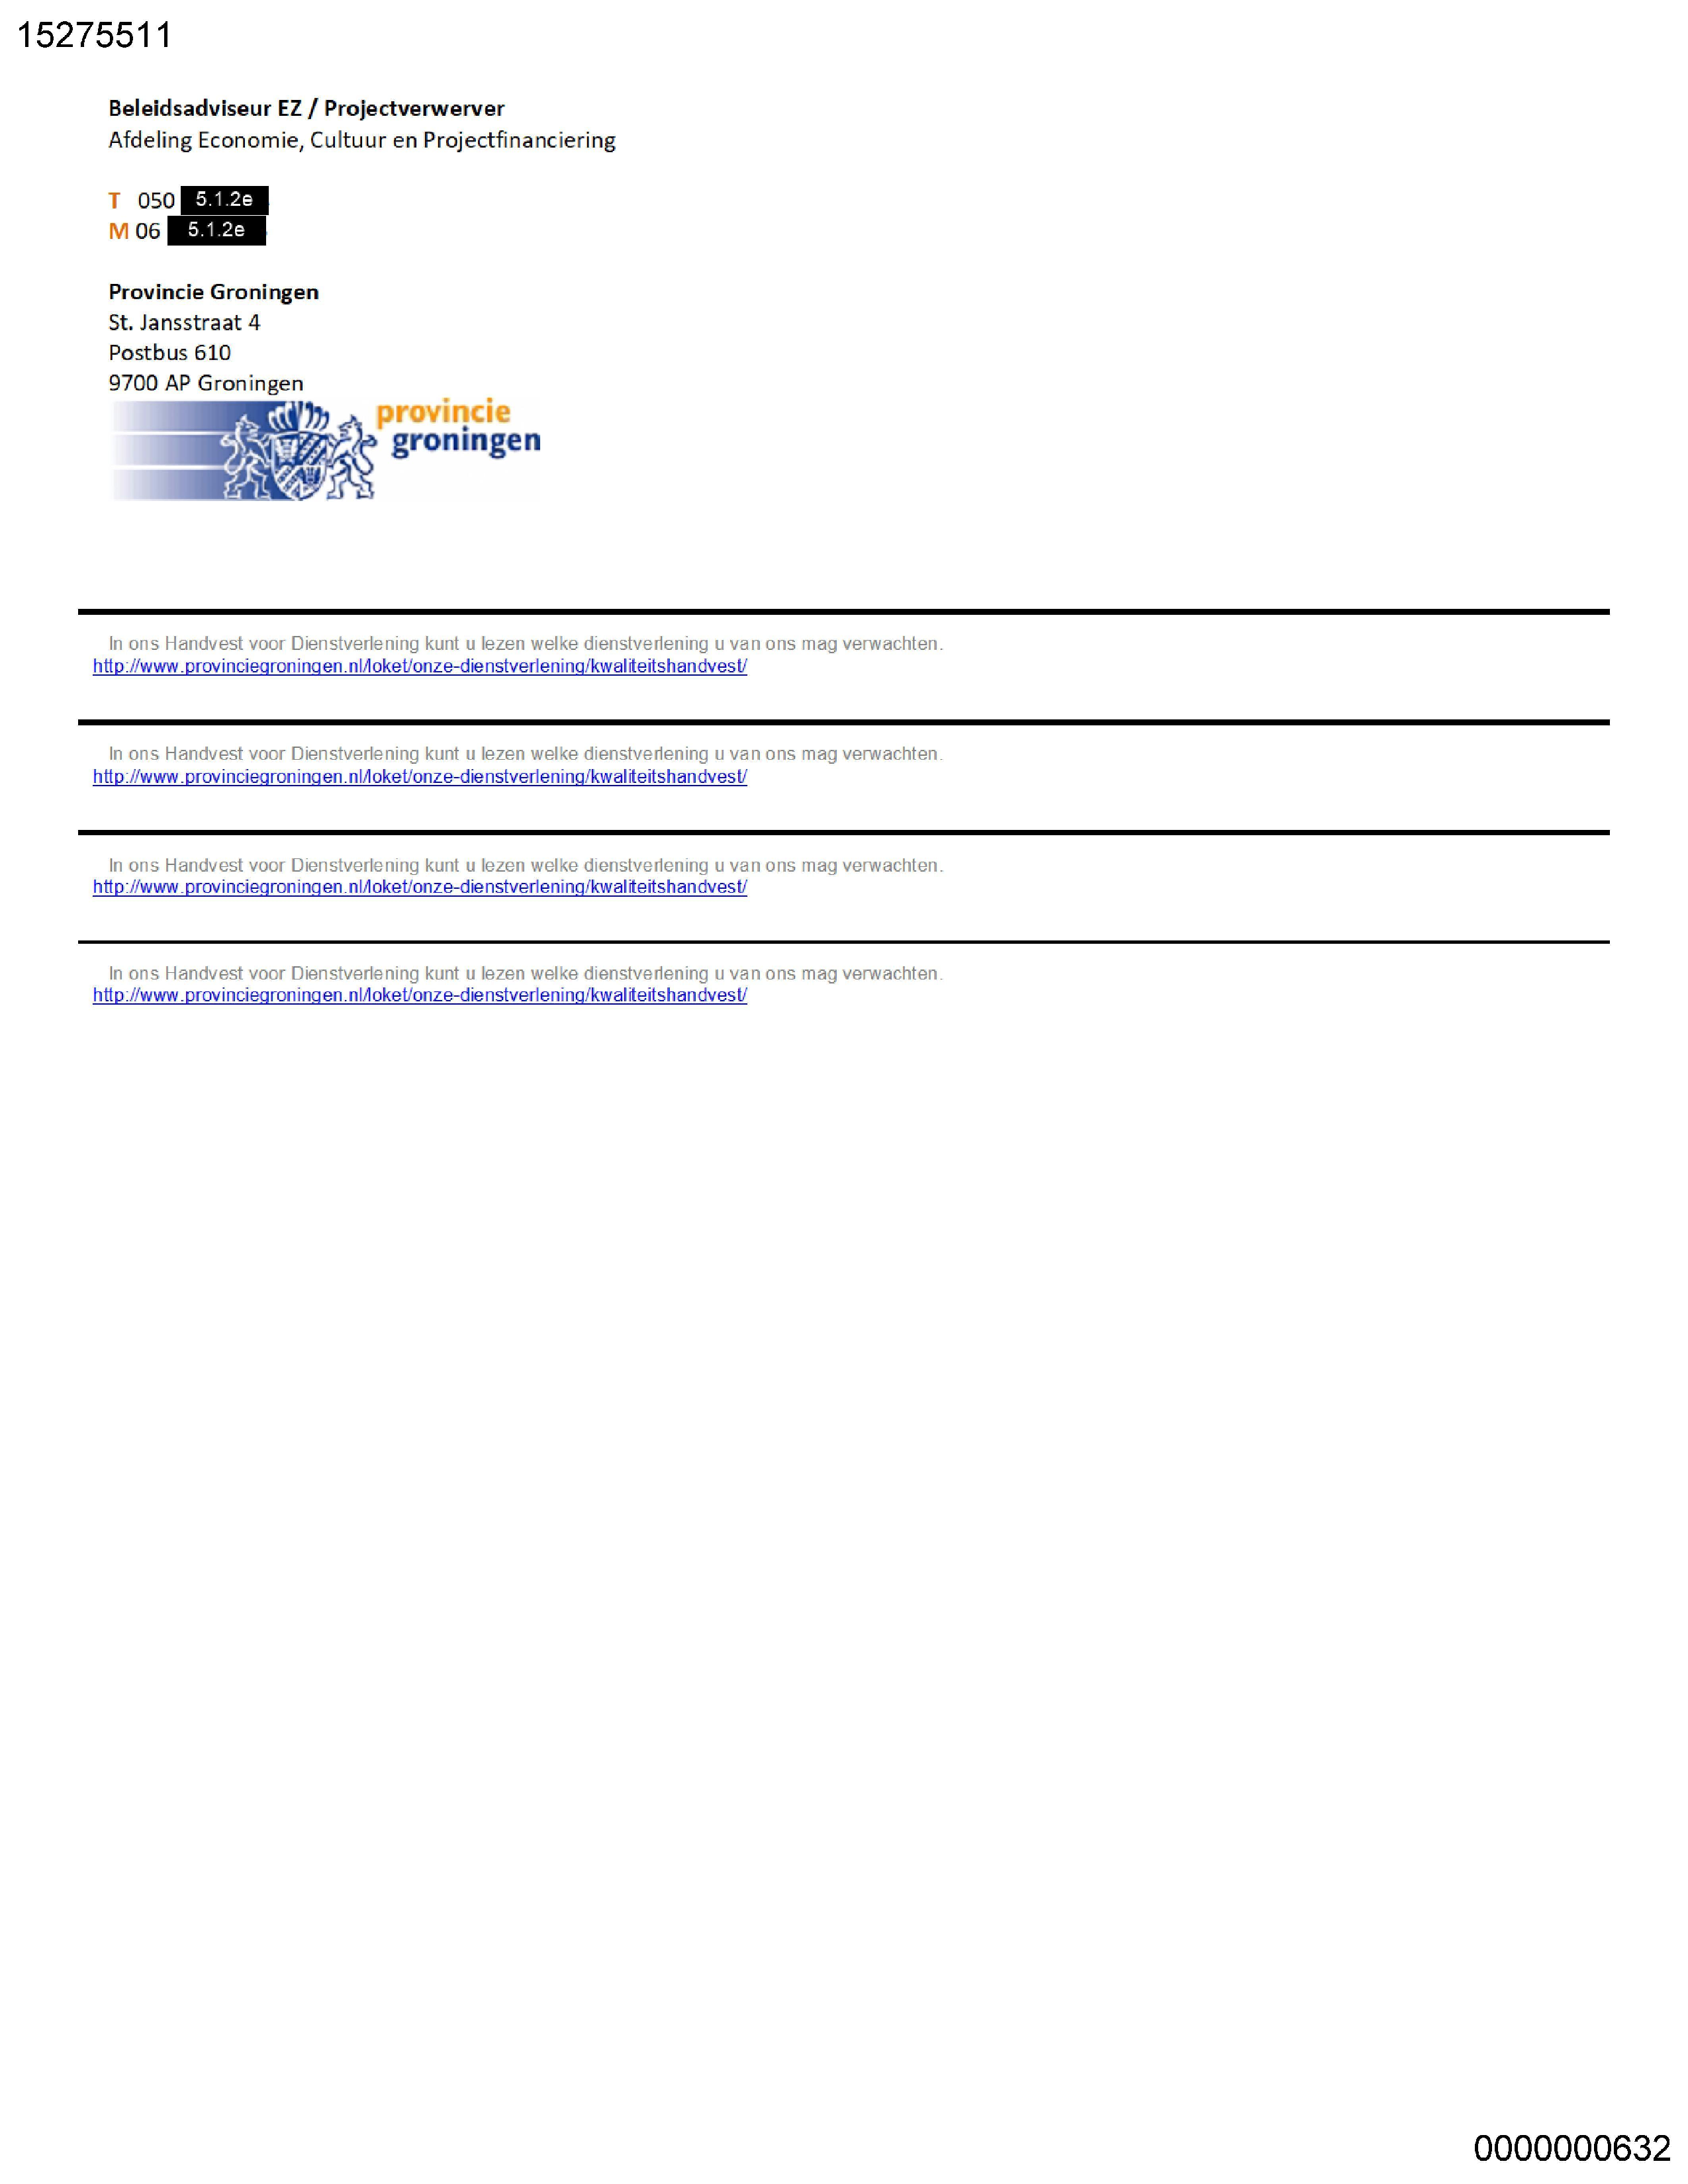 15275511
Beleidsadviseur EZ / Projectverwerver
Afdeling Economie, Cultuur en Projectfinanciering
T 050 5.1.2e
M 06 5.1.2e
Provincie Groningen
St. Jansstraat 4
Postbus 610
9700 AP Groningen
provincie
groningen
In ons Handvest voor Dienstverlening kunt u lezen welke dienstverlening u van ons mag verwachten.
http://www.provinciegroningen.nl/loket/onze-dienstverlening/kwaliteitshandvest/
In ons Handvest voor Dienstverlening kunt u lezen welke dienstverlening u van ons mag verwachten.
http://www.provinciegroningen.nl/loket/onze-dienstverlening/kwaliteitshandvest/
In ons Handvest voor Dienstverlening kunt u lezen welke dienstverlening u van ons mag verwachten.
http://www.provinciegroningen.nl/loket/onze-dienstverlening/kwaliteitshandvest/
In ons Handvest voor Dienstverlening kunt u lezen welke dienstverlening u van ons mag verwachten.
http://www.provinciegroningen.nl/loket/onze-dienstverlening/kwaliteitshandvest/
0000000632